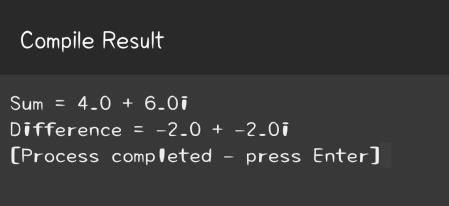 Compile Result
Sum = 4.0 + 6.0i
Difference = -2.0 + -2.0i
[Process completed - press Enter]